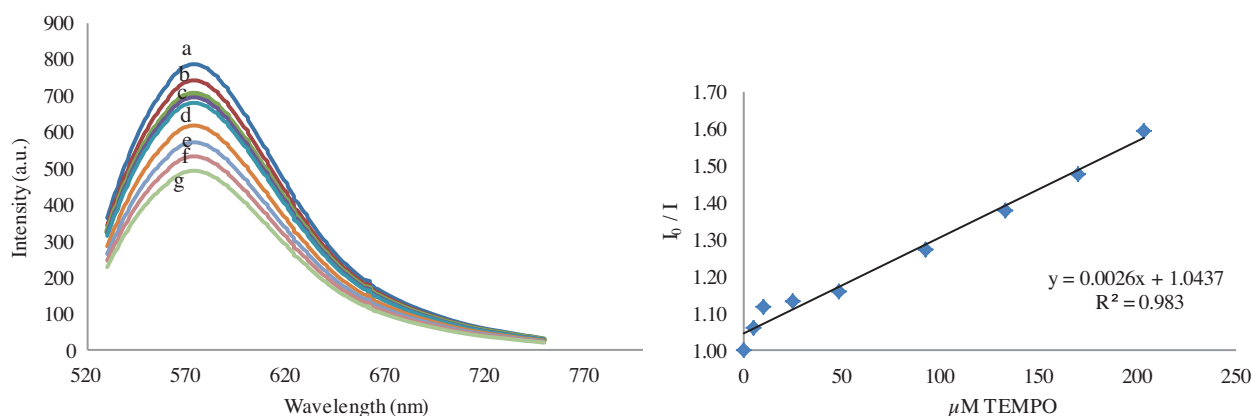 900
800
700
600
500
400
300
200
100
0
Intensity (a.u.)
a
b
c
d
e
f
g
520 570 620 670 720 770
Wavelength (nm)
1.70
1.60
1.50
1.40
1.30
1.20
1.10
1.00
I₀ / I
y = 0.0026x + 1.0437
R² = 0.983
0 50 100 150 200 250
µM TEMPO